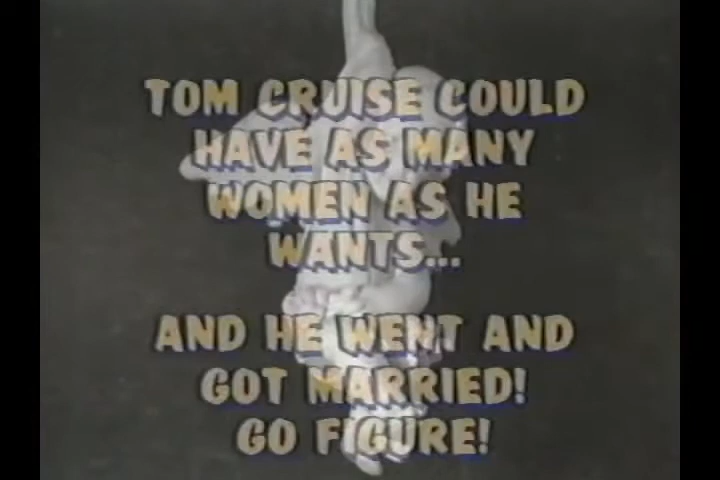 TOM CRUISE COULD
HAVE AS MANY
WOMEN AS HE
WANTS...
AND HE WENT AND
GOT MARRIED!
GO FIGURE!